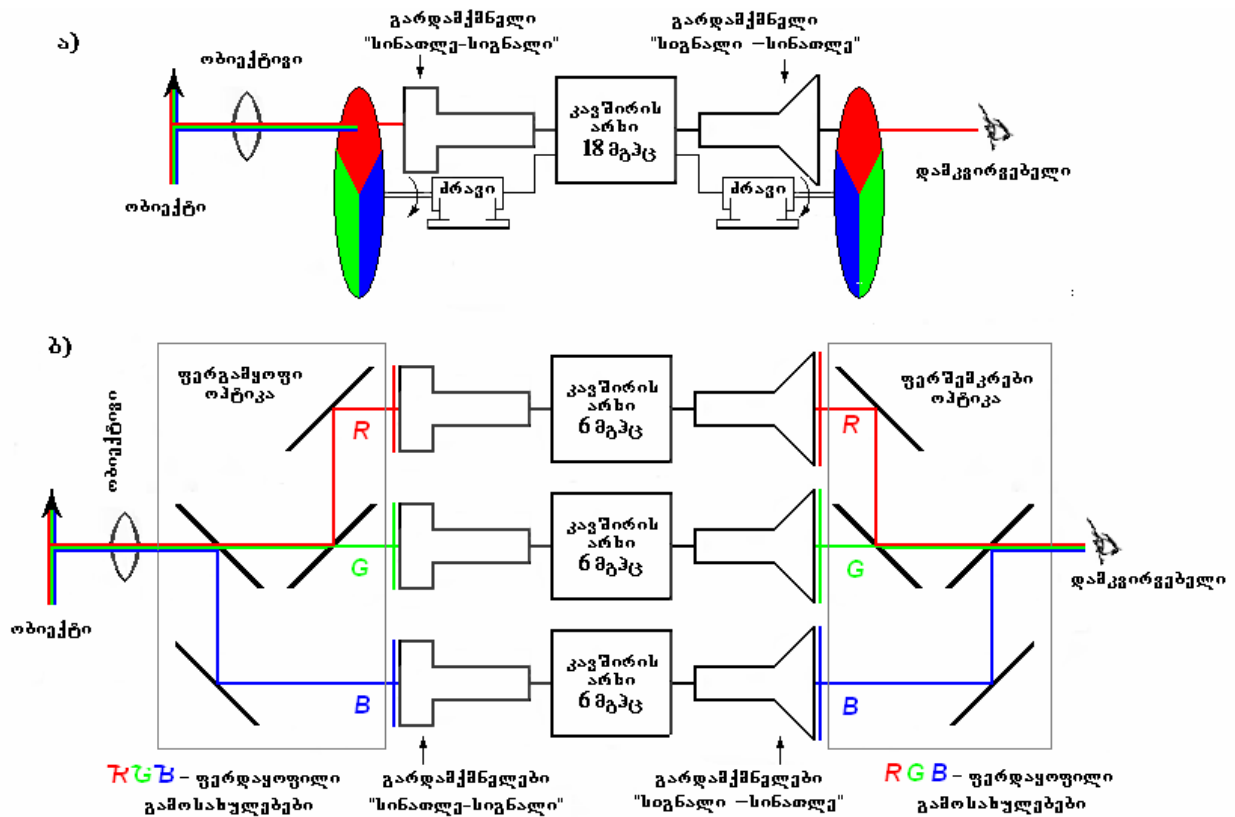 ა)
ობიექტივი
ობიექტი
გარდამქმნელი
"სინათლე-სიგნალი"
ძრავი
კავშირის
არხი
18 მგჰც
გარდამქმნელი
"სიგნალი –სინათლე"
ძრავი
დამკვირვებელი
ბ)
ობიექტივი
ობიექტი
ფერგამყოფი
ოპტიკა
R
G
B
კავშირის
არხი
6 მგჰც
კავშირის
არხი
6 მგჰც
კავშირის
არხი
6 მგჰც
ფერშემკრები
ოპტიკა
R
G
B
დამკვირვებელი
R G B – ფერდაყოფილი
გამოსახულებები
გარდამქმნელები
"სინათლე-სიგნალი"
გარდამქმნელები
"სიგნალი –სინათლე"
R G B – ფერდაყოფილი
გამოსახულებები